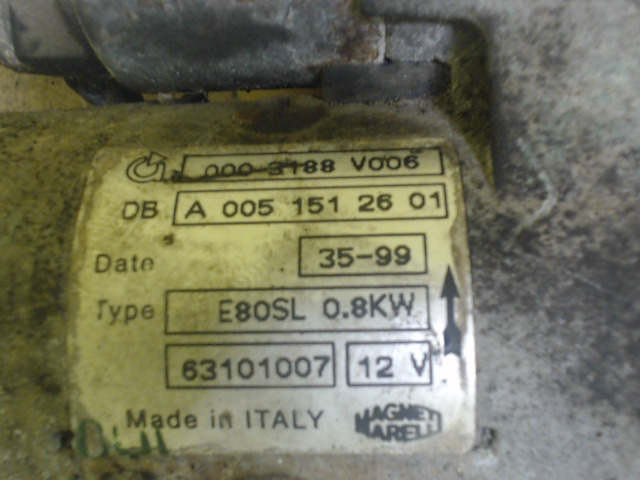 000 3188 V006
DB A 005 151 26 01
Date 35-99
Type E80SL 0.8KW
63101007 12 V
Made in ITALY MAGNETI MARELLI